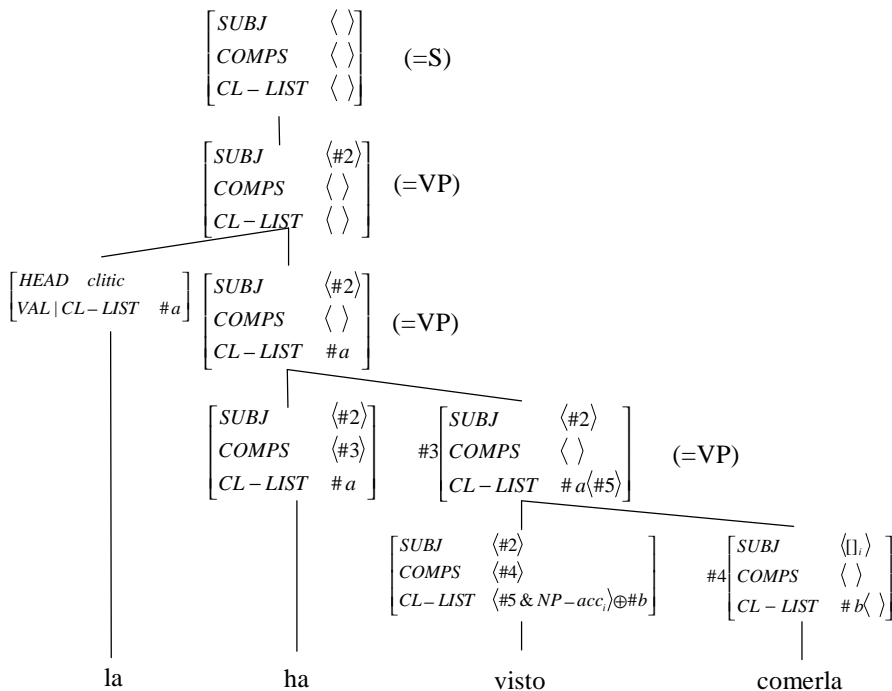 SUBJ ⟨ ⟩
COMPS ⟨ ⟩ (=S)
CL – LIST ⟨ ⟩
SUBJ ⟨#2⟩
COMPS ⟨ ⟩ (=VP)
CL – LIST ⟨ ⟩
HEAD clitic
VAL | CL – LIST #a
SUBJ ⟨#2⟩
COMPS ⟨ ⟩ (=VP)
CL – LIST #a
SUBJ ⟨#2⟩
COMPS ⟨#3⟩
CL – LIST #a
SUBJ ⟨#2⟩
#3 COMPS ⟨ ⟩ (=VP)
CL – LIST #a⟨#5⟩
SUBJ ⟨#2⟩
COMPS ⟨#4⟩
CL – LIST ⟨#5 & NP – acc_i⟩⊕#b
SUBJ ⟨[]_i⟩
#4 COMPS ⟨ ⟩
CL – LIST #b⟨ ⟩
la ha visto comerla